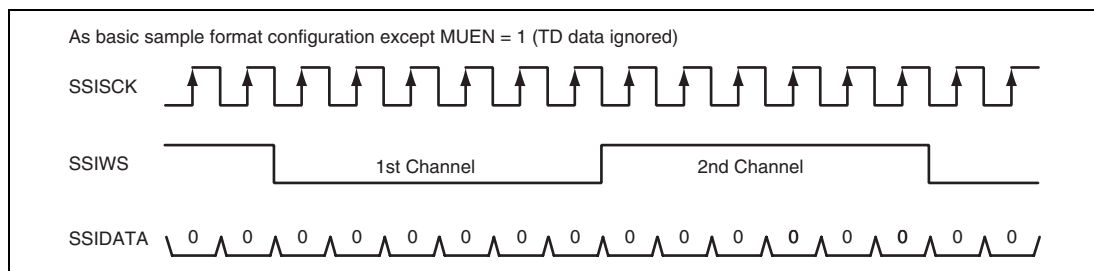 As basic sample format configuration except MUEN = 1 (TD data ignored)
SSISCK
SSIWS 1st Channel 2nd Channel
SSIDATA 0 0 0 0 0 0 0 0 0 0 0 0 0 0 0 0